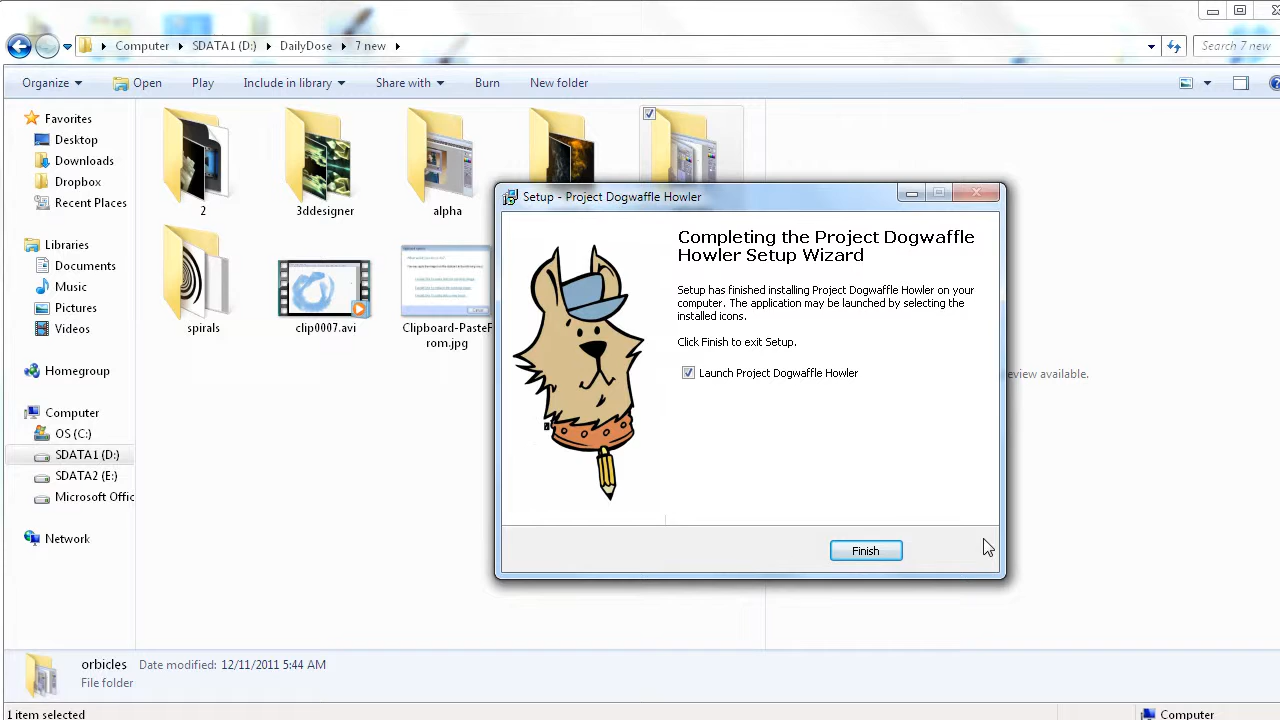 Computer SDATA1 (D:) DailyDose 7 new
Search 7 new
Organize Open Play Include in library Share with Burn New folder
Favorites
Desktop
Downloads
Dropbox
Recent Places
Libraries
Documents
Music
Pictures
Videos
Homegroup
Computer
OS (C:)
SDATA1 (D:)
SDATA2 (E:)
Microsoft Offic
Network
2
3ddesigner
alpha
spirals
clip0007.avi
Clipboard-PasteF
rom.jpg
Setup - Project Dogwaffle Howler
Completing the Project Dogwaffle
Howler Setup Wizard
Setup has finished installing Project Dogwaffle Howler on your
computer. The application may be launched by selecting the
installed icons.
Click Finish to exit Setup.
Launch Project Dogwaffle Howler
Finish
eview available.
orbicles Date modified: 12/11/2011 5:44 AM
File folder
1 item selected
Computer